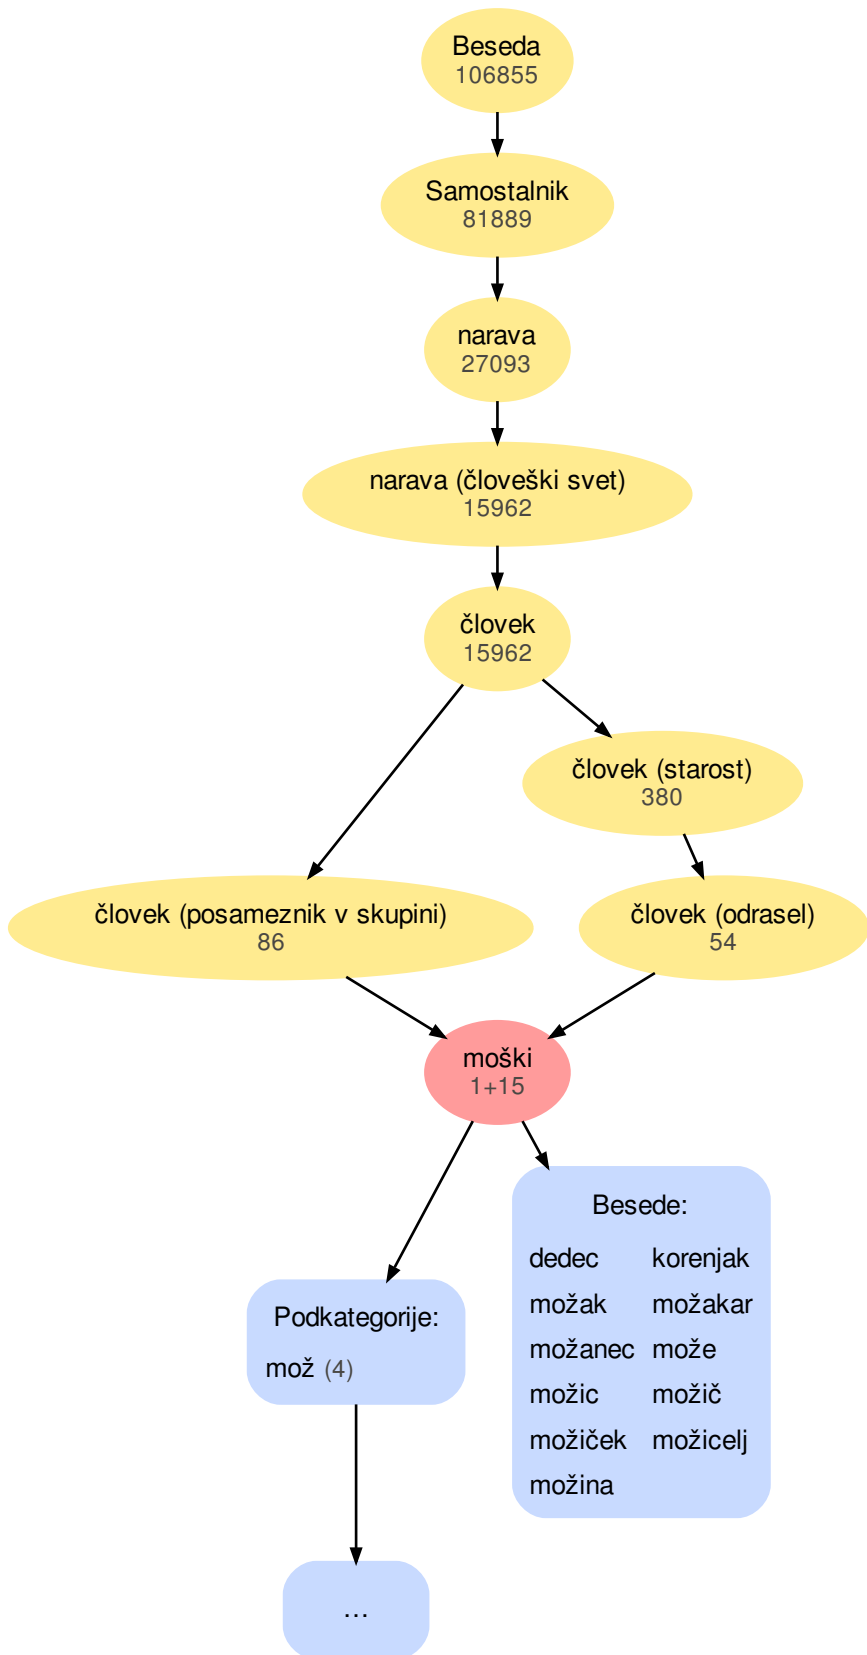 Beseda
106855
Samostalnik
81889
narava
27093
narava (človeški svet)
15962
človek
15962
človek (starost)
380
človek (posameznik v skupini)
86
človek (odrasel)
54
moški
1+15
Besede:
dedec korenjak
možak možakar
možanec može
možic možič
možiček možicelj
možina
Podkategorije:
mož (4)
...